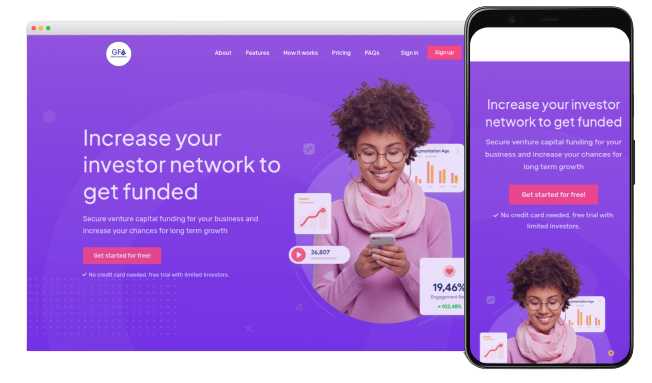 GF
About Features How it works Pricing FAQs Sign in Sign up
Increase your
investor network to
get funded
Secure venture capital funding for your business and
increase your chances for long term growth
Get started for free!
✓ No credit card needed, free trial with limited investors.
mentation Age
26,807
19,46%
Engagement Ra
+ 933,48%
Increase your investor
network to get funded
Secure venture capital funding for your
business and increase your chances for
long term growth
Get started for free!
✓ No credit card needed, free trial with
limited investors.
mentation Age